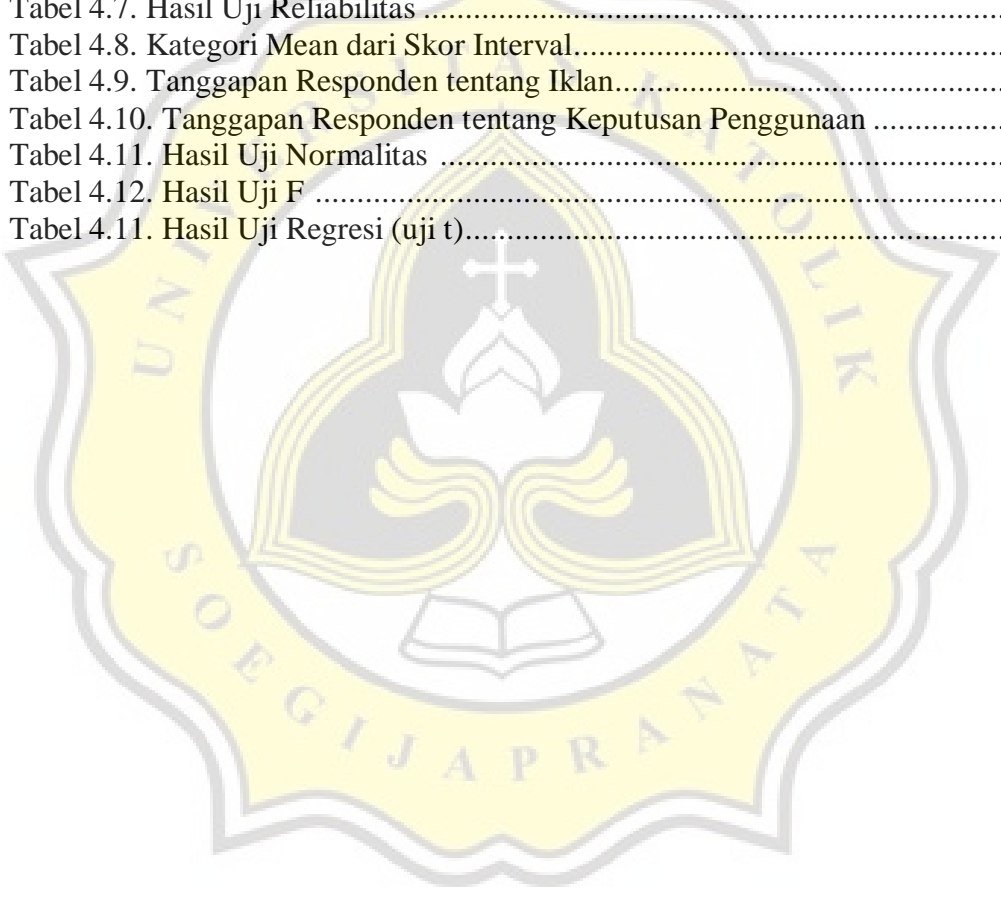 Tabel 4.7. Hasil Uji Reliabilitas ........................................................................
Tabel 4.8. Kategori Mean dari Skor Interval.......................................................
Tabel 4.9. Tanggapan Responden tentang Iklan.................................................
Tabel 4.10. Tanggapan Responden tentang Keputusan Penggunaan ................
Tabel 4.11. Hasil Uji Normalitas ......................................................................
Tabel 4.12. Hasil Uji F .....................................................................................
Tabel 4.11. Hasil Uji Regresi (uji t)...................................................................
UNIVERSITAS KATOLIK
SOEGIJAPRANATA